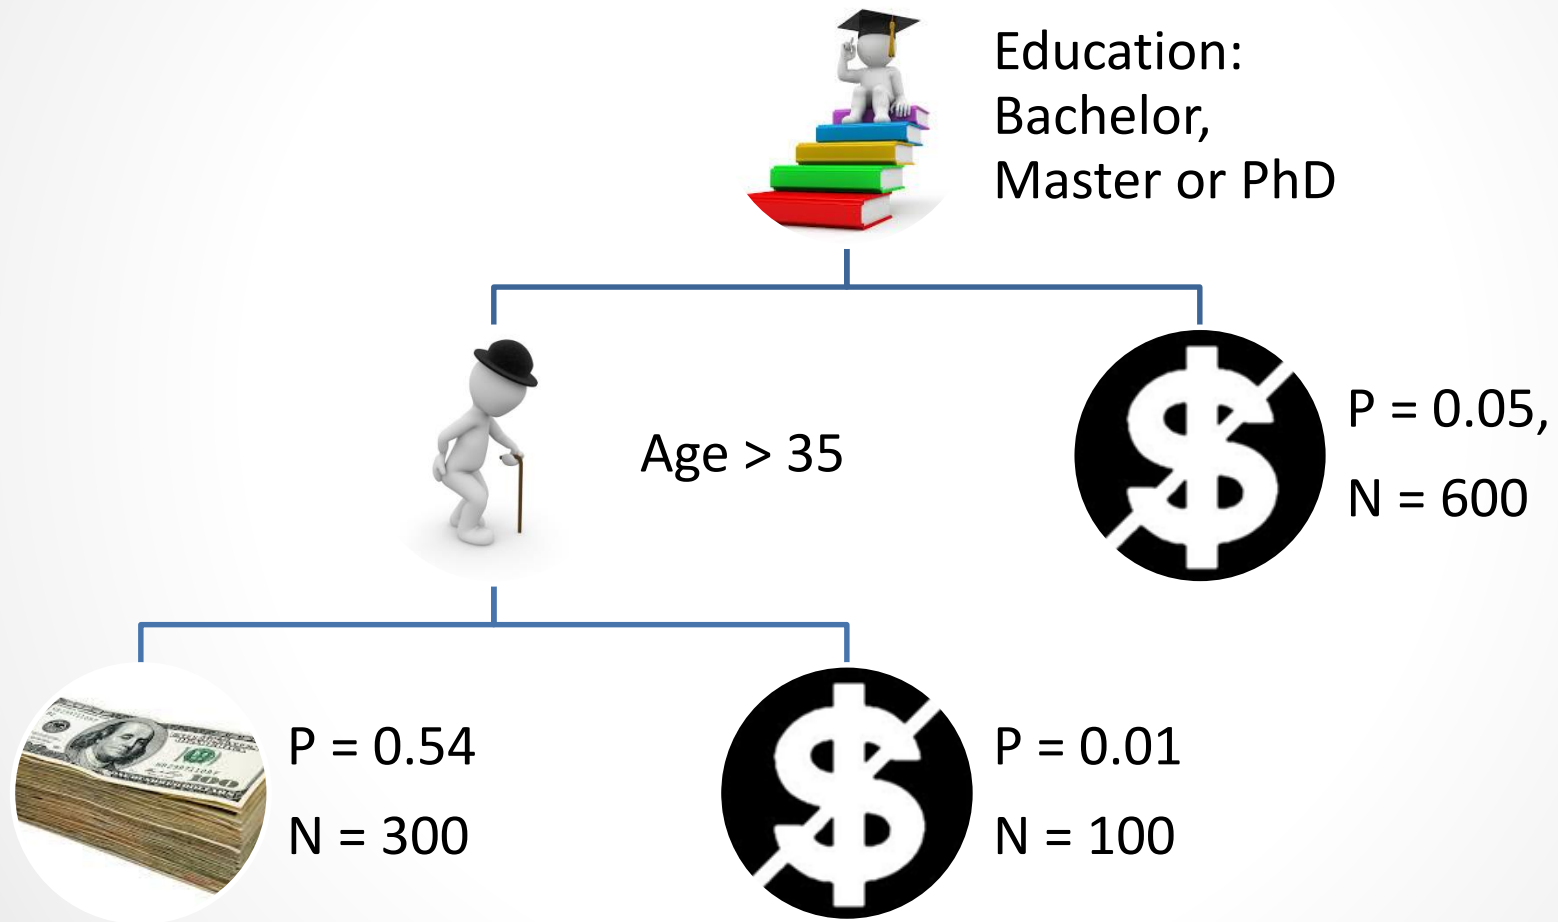 Education:
Bachelor,
Master or PhD
Age > 35
P = 0.05,
N = 600
P = 0.54
N = 300
P = 0.01
N = 100